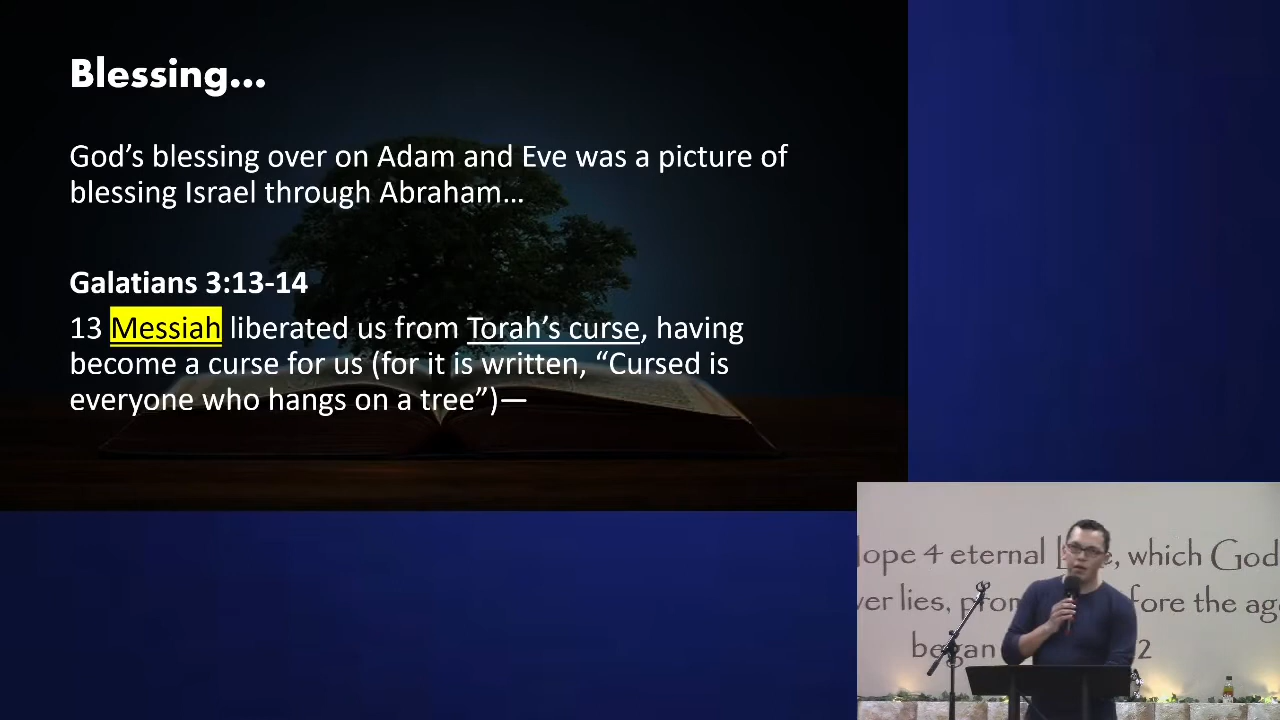 Blessing...
God’s blessing over on Adam and Eve was a picture of
blessing Israel through Abraham…
Galatians 3:13-14
13 Messiah liberated us from Torah’s curse, having
become a curse for us (for it is written, “Cursed is
everyone who hangs on a tree”)—
ope 4 eternal , which God
ver lies, fore the ag
began 2